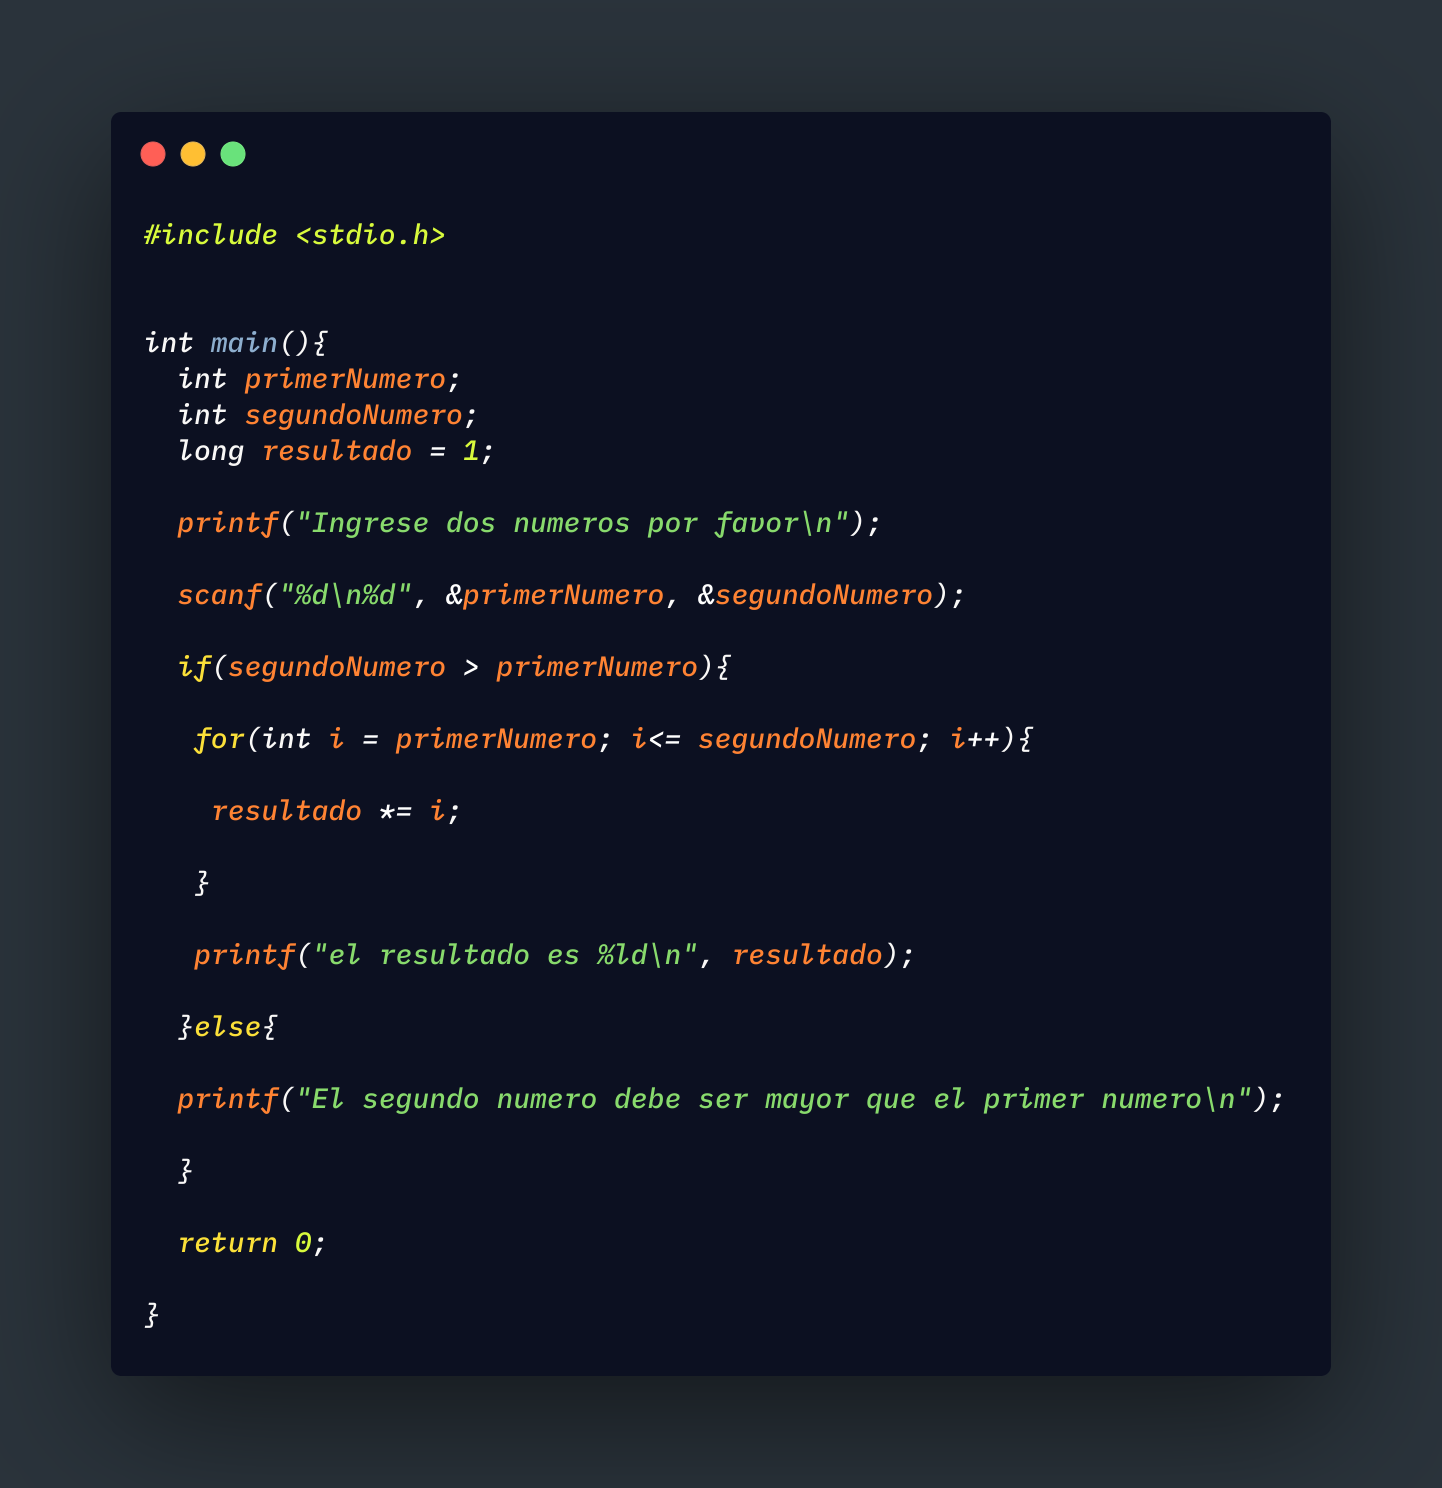 #include <stdio.h>
int main(){
int primerNumero;
int segundoNumero;
long resultado = 1;
printf("Ingrese dos numeros por favor\n");
scanf("%d\n%d", &primerNumero, &segundoNumero);
if(segundoNumero > primerNumero){
for(int i = primerNumero; i<= segundoNumero; i++){
resultado *= i;
}
printf("el resultado es %ld\n", resultado);
}else{
printf("El segundo numero debe ser mayor que el primer numero\n");
}
return 0;
}